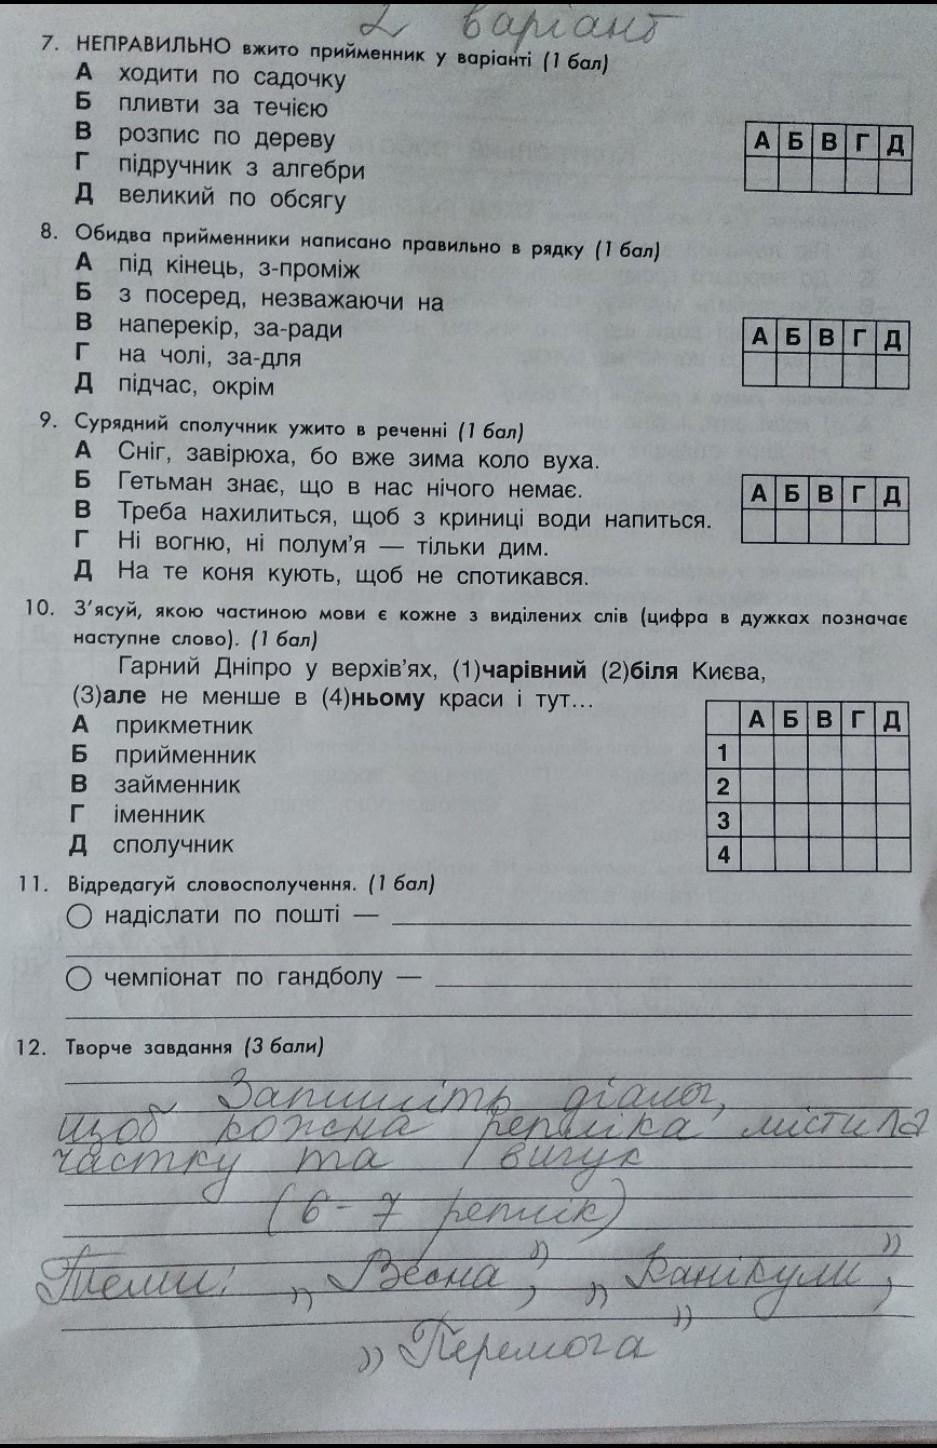 2 варіант
7. НЕПРАВИЛЬНО вжито прийменник у варіанті (1 бал)
А ходити по садочку
Б пливти за течією
В розпис по дереву
Г підручник з алгебри
Д великий по обсягу
А Б В Г Д
8. Обидва прийменники написано правильно в рядку (1 бал)
А під кінець, з-проміж
Б з посеред, незважаючи на
В наперекір, за-ради
Г на чолі, за-для
Д підчас, окрім
А Б В Г Д
9. Сурядний сполучник ужито в реченні (1 бал)
А Сніг, завірюха, бо вже зима коло вуха.
Б Гетьман знає, що в нас нічого немає.
В Треба нахилиться, щоб з криниці води напиться.
Г Ні вогню, ні полум'я — тільки дим.
Д На те коня кують, щоб не спотикався.
А Б В Г Д
10. З'ясуй, якою частиною мови є кожне з виділених слів (цифра в дужках позначає
наступне слово). (1 бал)
Гарний Дніпро у верхів'ях, (1)чарівний (2)біля Києва,
(3)але не менше в (4)ньому краси і тут...
А прикметник
Б прийменник
В займенник
Г іменник
Д сполучник
А Б В Г Д
1
2
3
4
11. Відредагуй словосполучення. (1 бал)
надіслати по пошті —
чемпіонат по гандболу —
12. Творче завдання (3 бали)
Запишіть діалог,
щоб кожна репліка містила
частку та вигук
(6-7 реплік)
Теми: „Весна", „Канікули",
„Перемога"